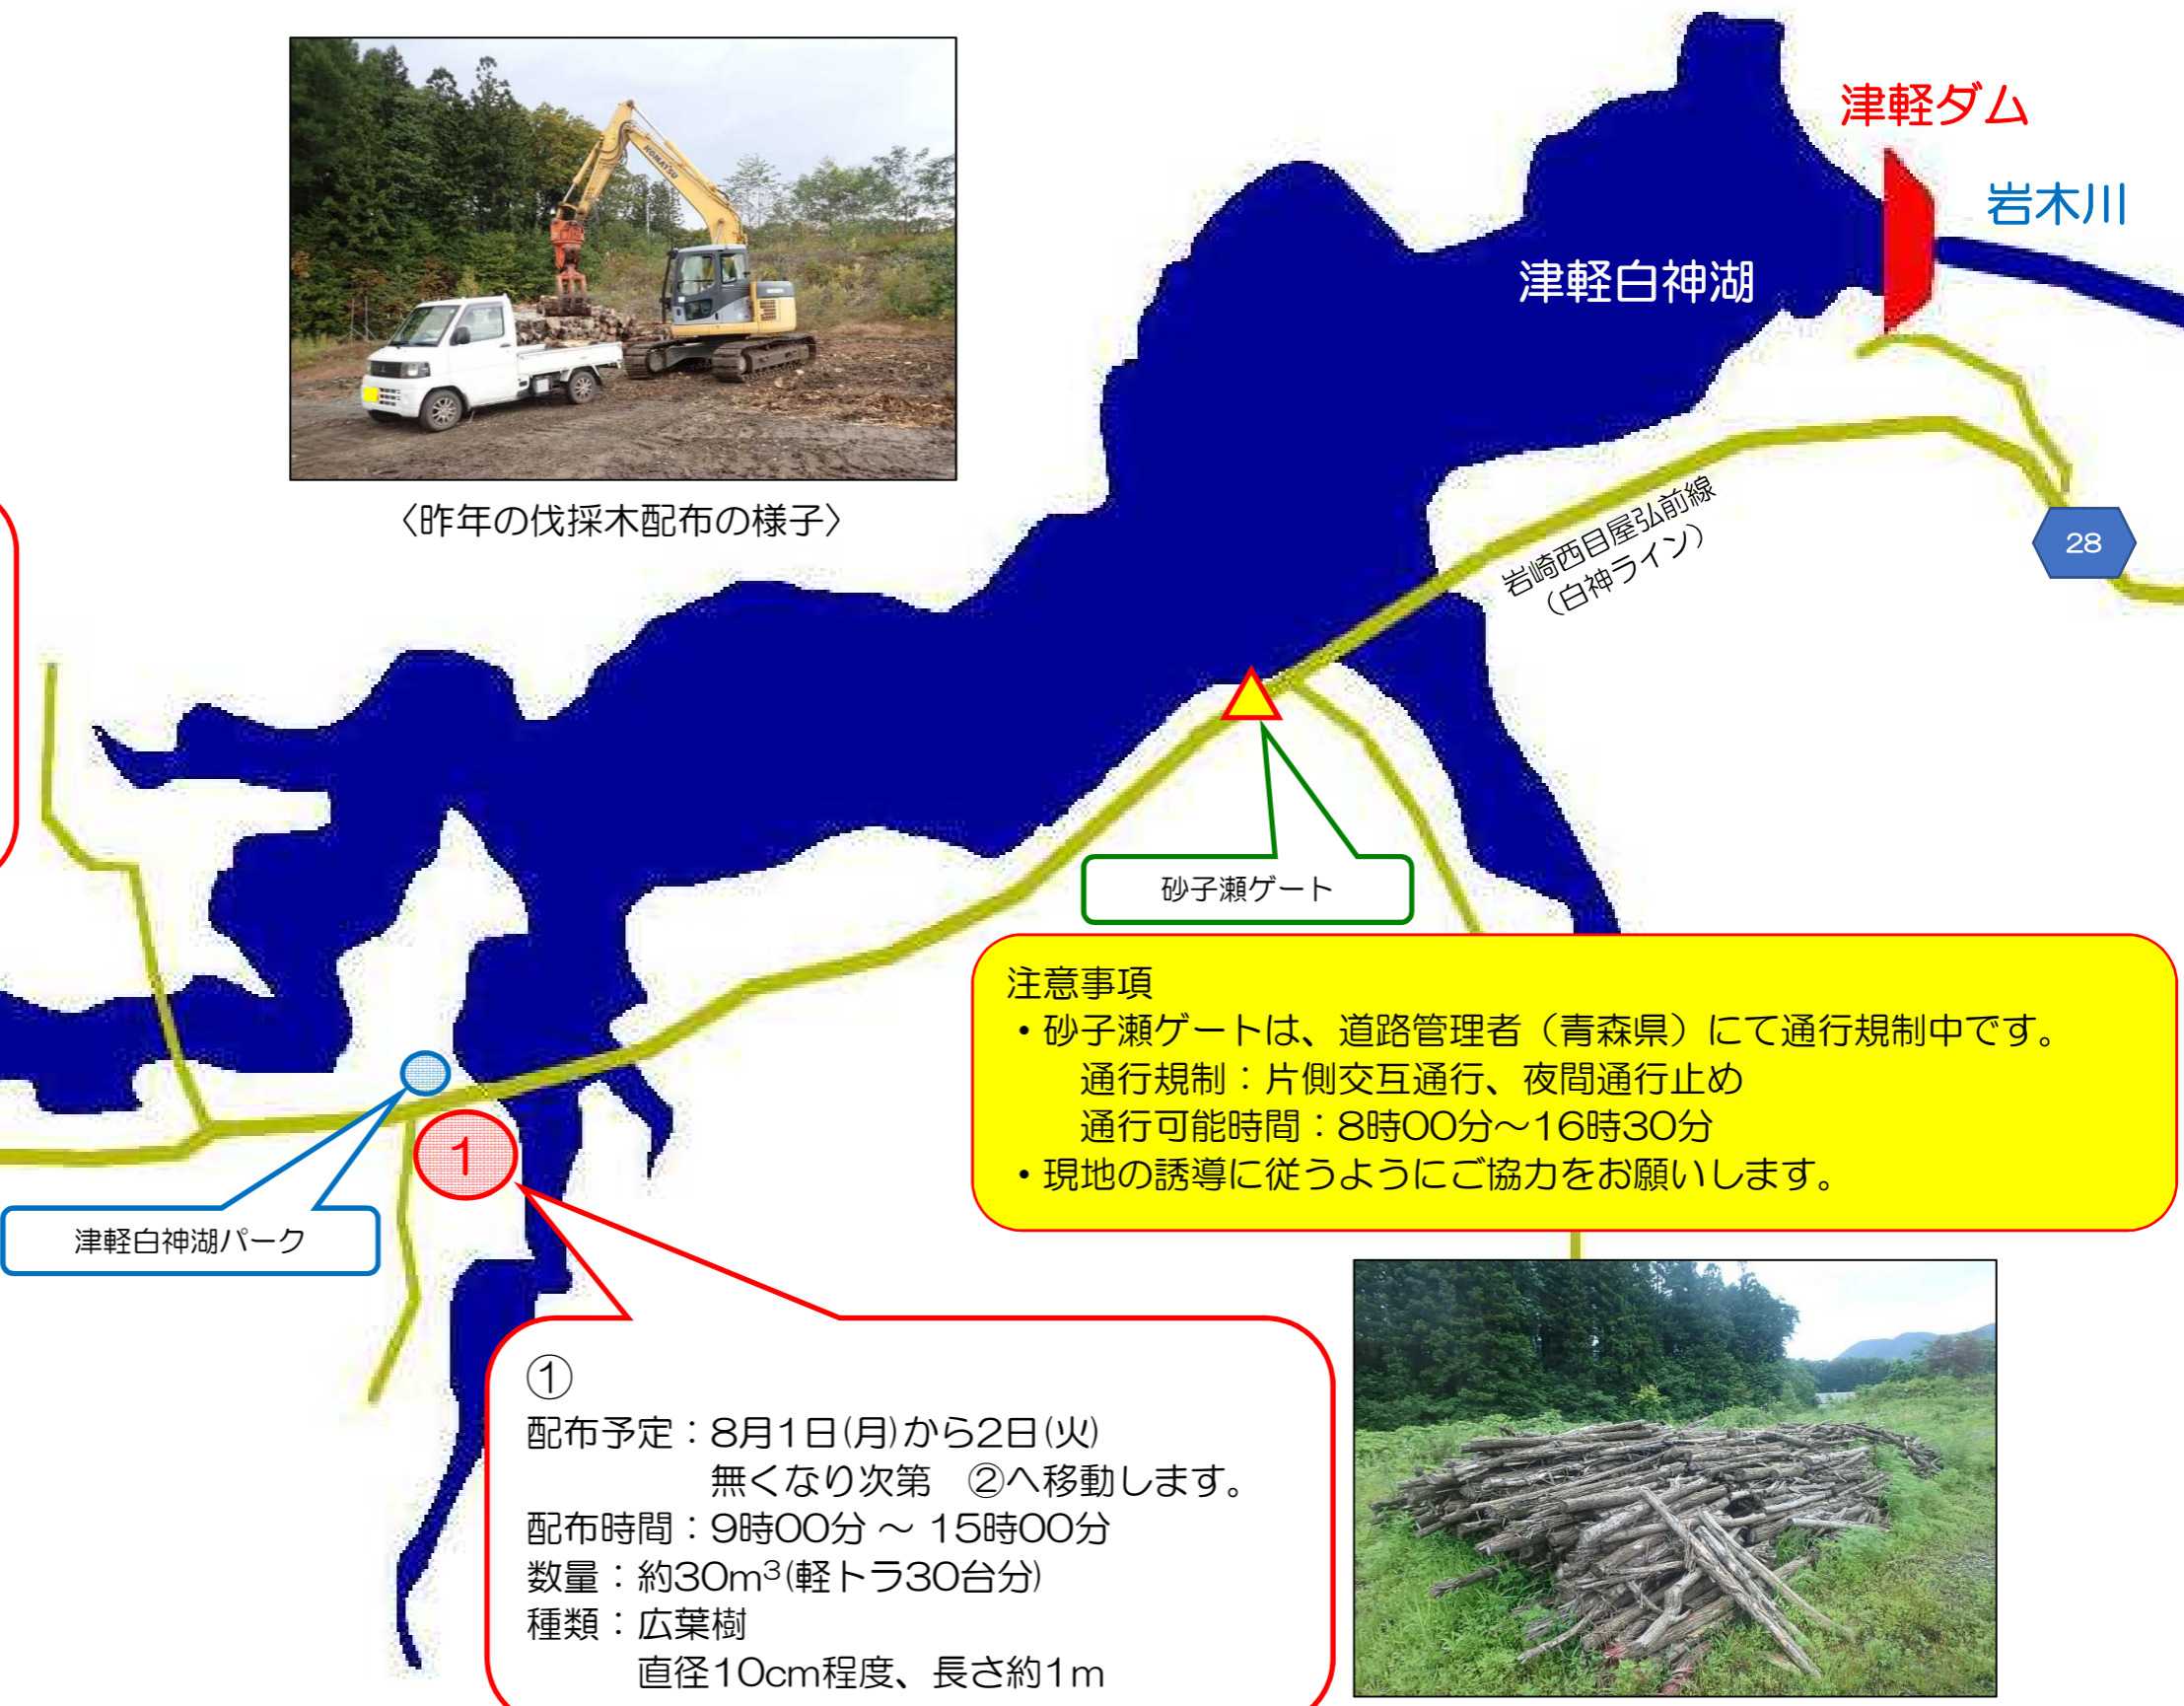 津軽ダム
岩木川
津軽白神湖
KOMATSU
〈昨年の伐採木配布の様子〉
岩崎西目屋弘前線
（白神ライン）
28
砂子瀬ゲート
注意事項
・砂子瀬ゲートは、道路管理者（青森県）にて通行規制中です。
通行規制：片側交互通行、夜間通行止め
通行可能時間：8時00分～16時30分
・現地の誘導に従うようにご協力をお願いします。
1
津軽白神湖パーク
①
配布予定：8月1日(月)から2日(火)
無くなり次第　②へ移動します。
配布時間：9時00分 ～ 15時00分
数量：約30m³(軽トラ30台分)
種類：広葉樹
直径10cm程度、長さ約1m